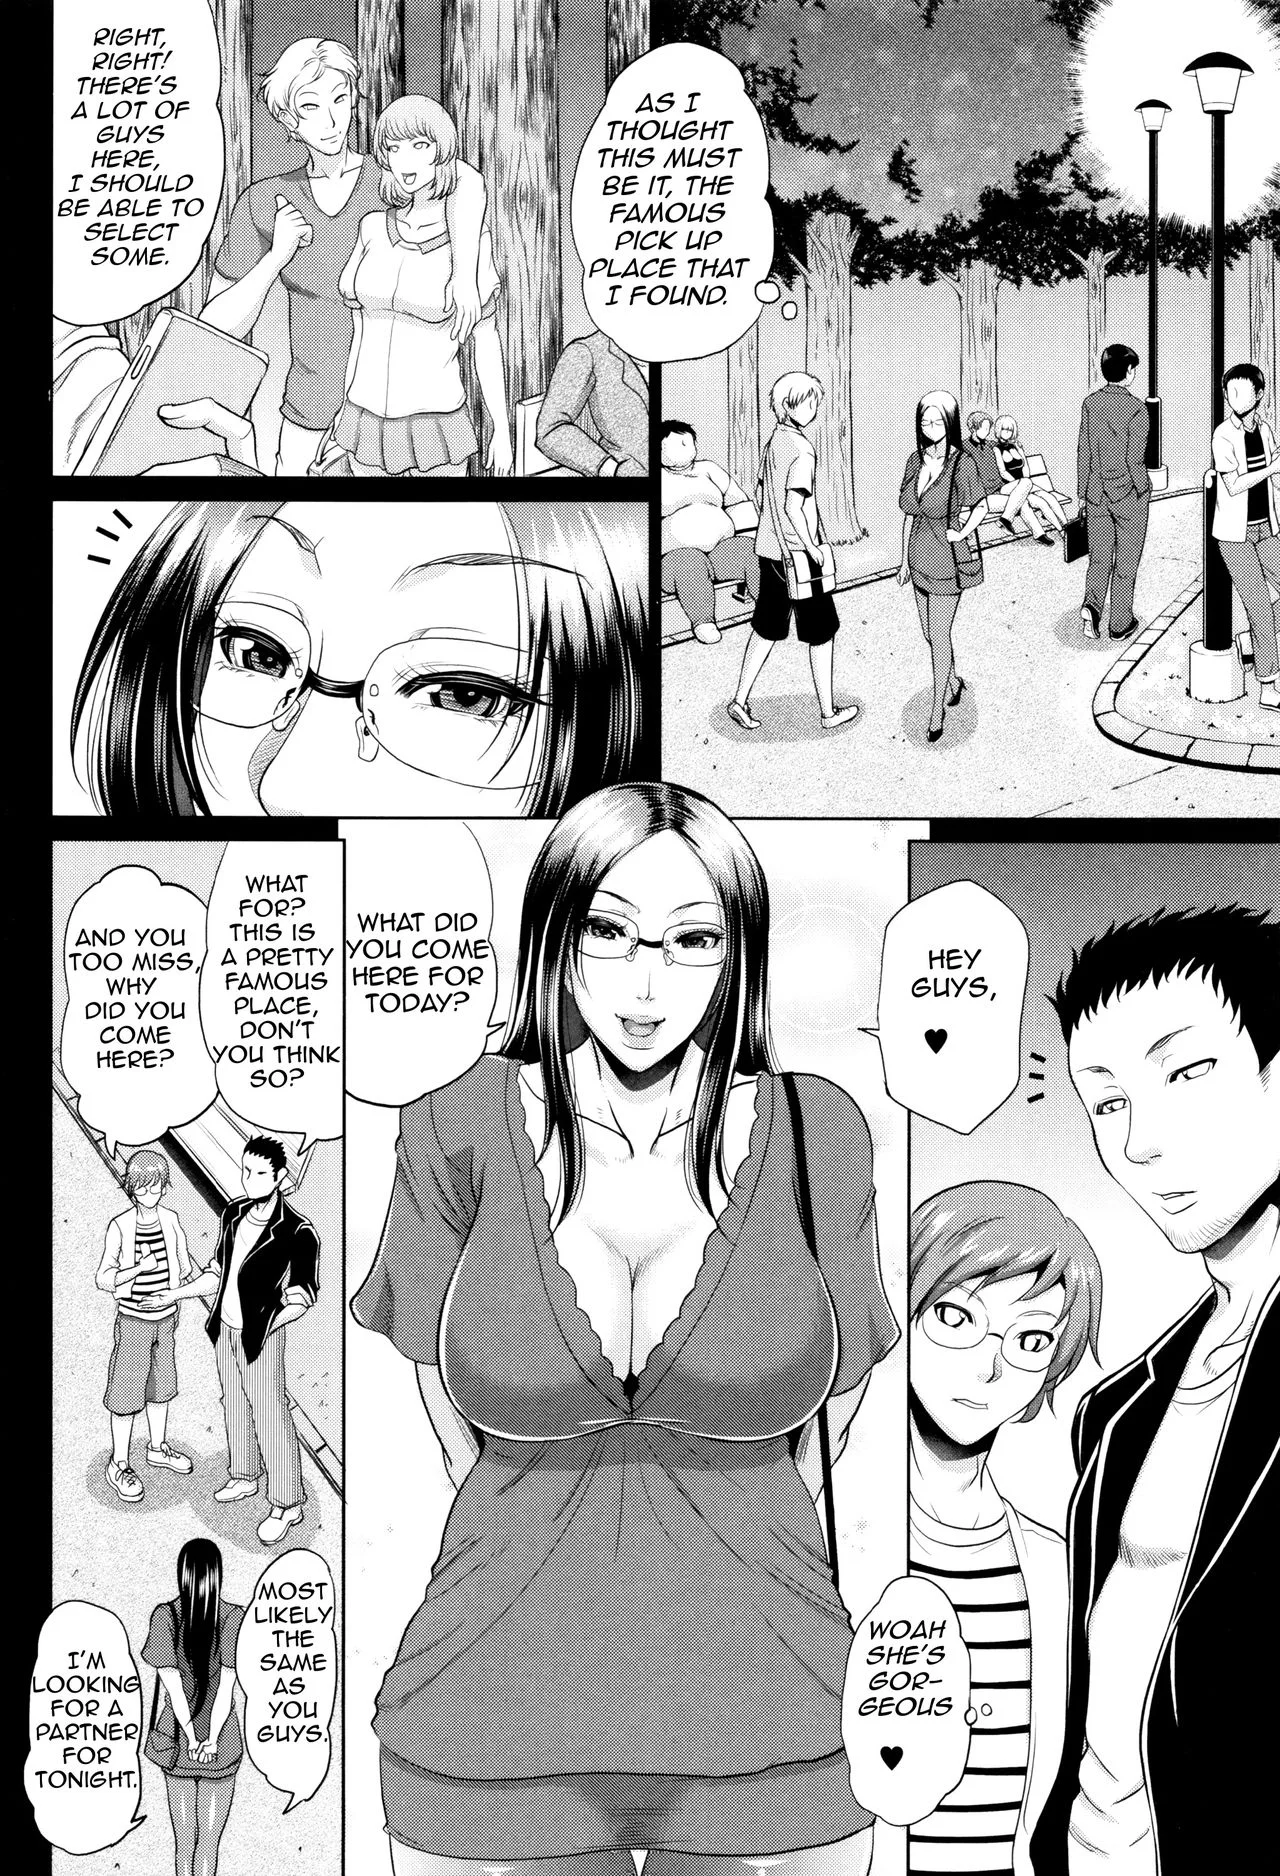 AS I
THOUGHT
THIS MUST
BE IT, THE
FAMOUS
PICK UP
PLACE THAT
I FOUND.
RIGHT,
RIGHT!
THERE'S
A LOT OF
GUYS
HERE,
I SHOULD
BE ABLE TO
SELECT
SOME.
HEY
GUYS,
♥
WOAH
SHE'S
GOR-
GEOUS
♥
WHAT DID
YOU COME
HERE FOR
TODAY?
WHAT
FOR?
THIS IS
A PRETTY
FAMOUS
PLACE,
DON'T
YOU THINK
SO?
AND YOU
TOO MISS,
WHY
DID YOU
COME
HERE?
MOST
LIKELY
THE
SAME
AS
YOU
GUYS.
I'M
LOOKING
FOR A
PARTNER
FOR
TONIGHT.